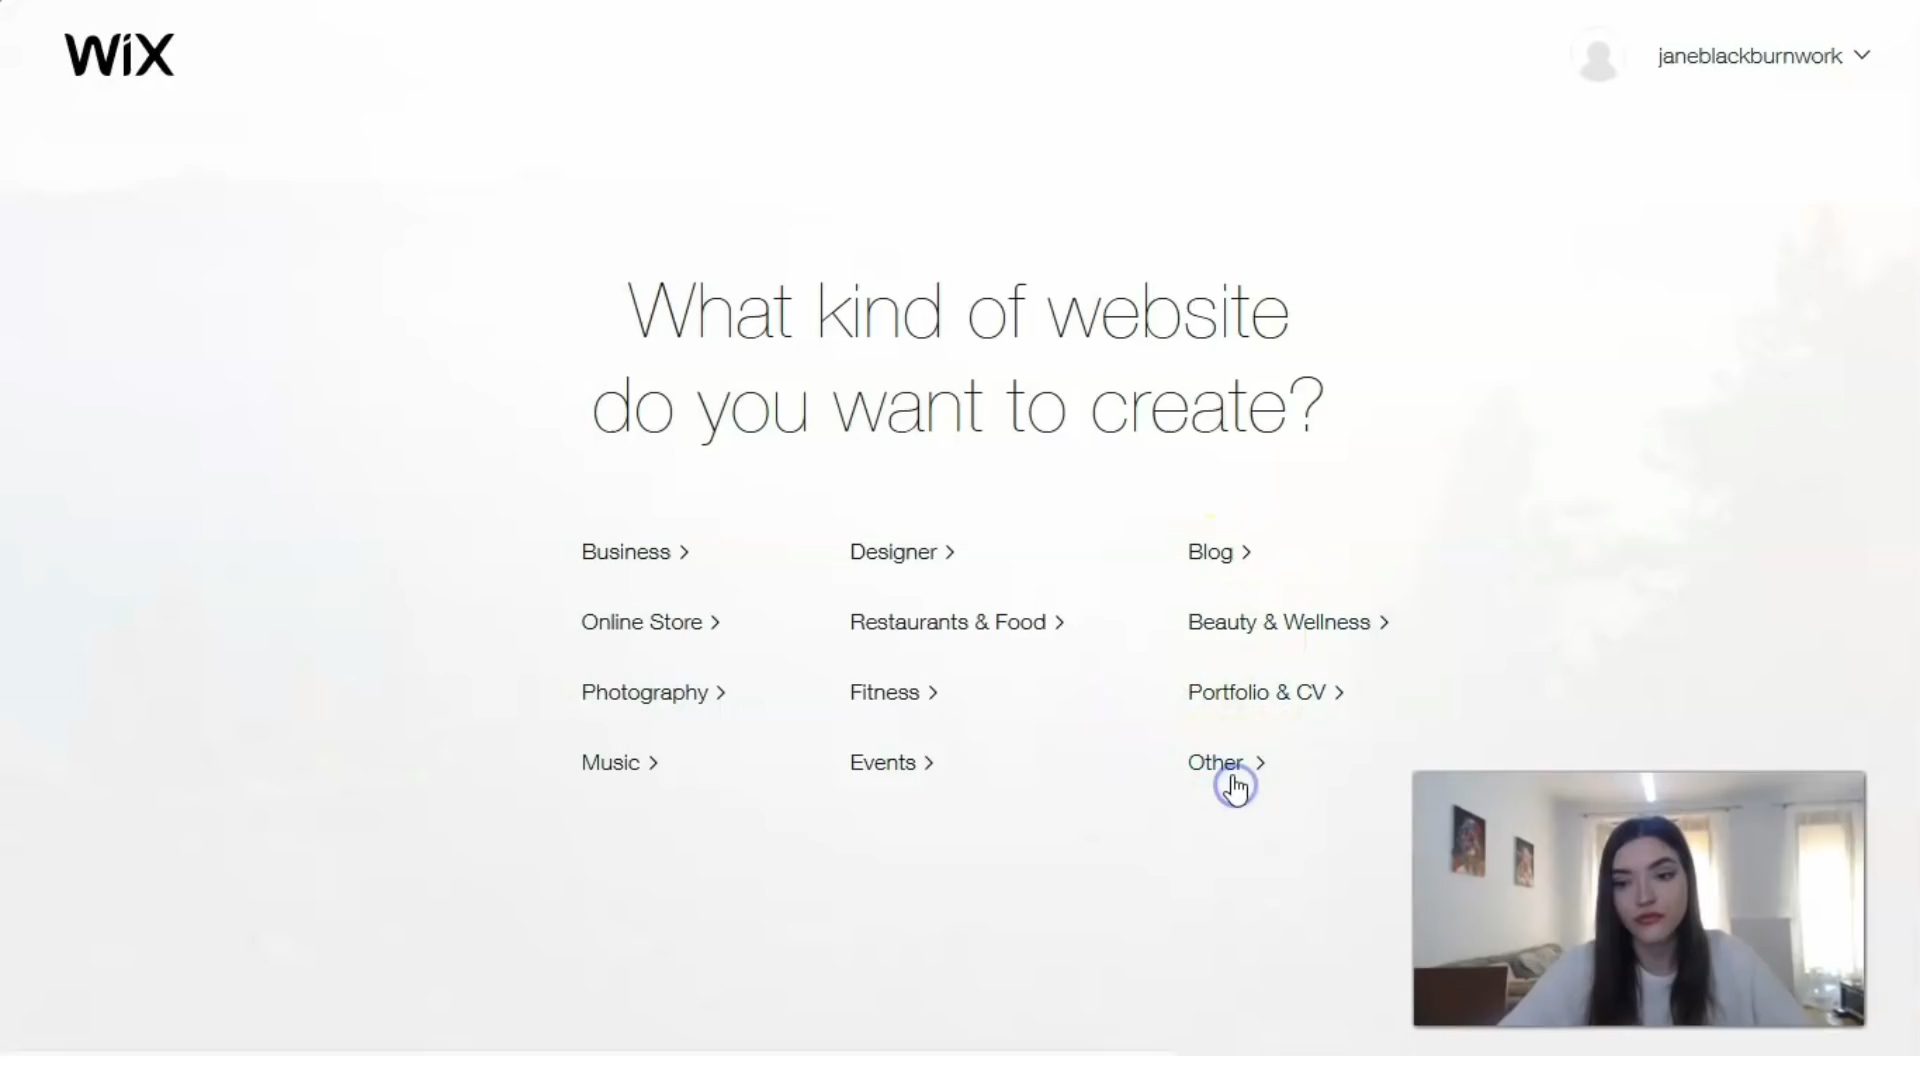 WiX
janeblackburnwork
What kind of website
do you want to create?
Business >
Designer >
Blog >
Online Store >
Restaurants & Food >
Beauty & Wellness >
Photography >
Fitness >
Portfolio & CV >
Music >
Events >
Other >